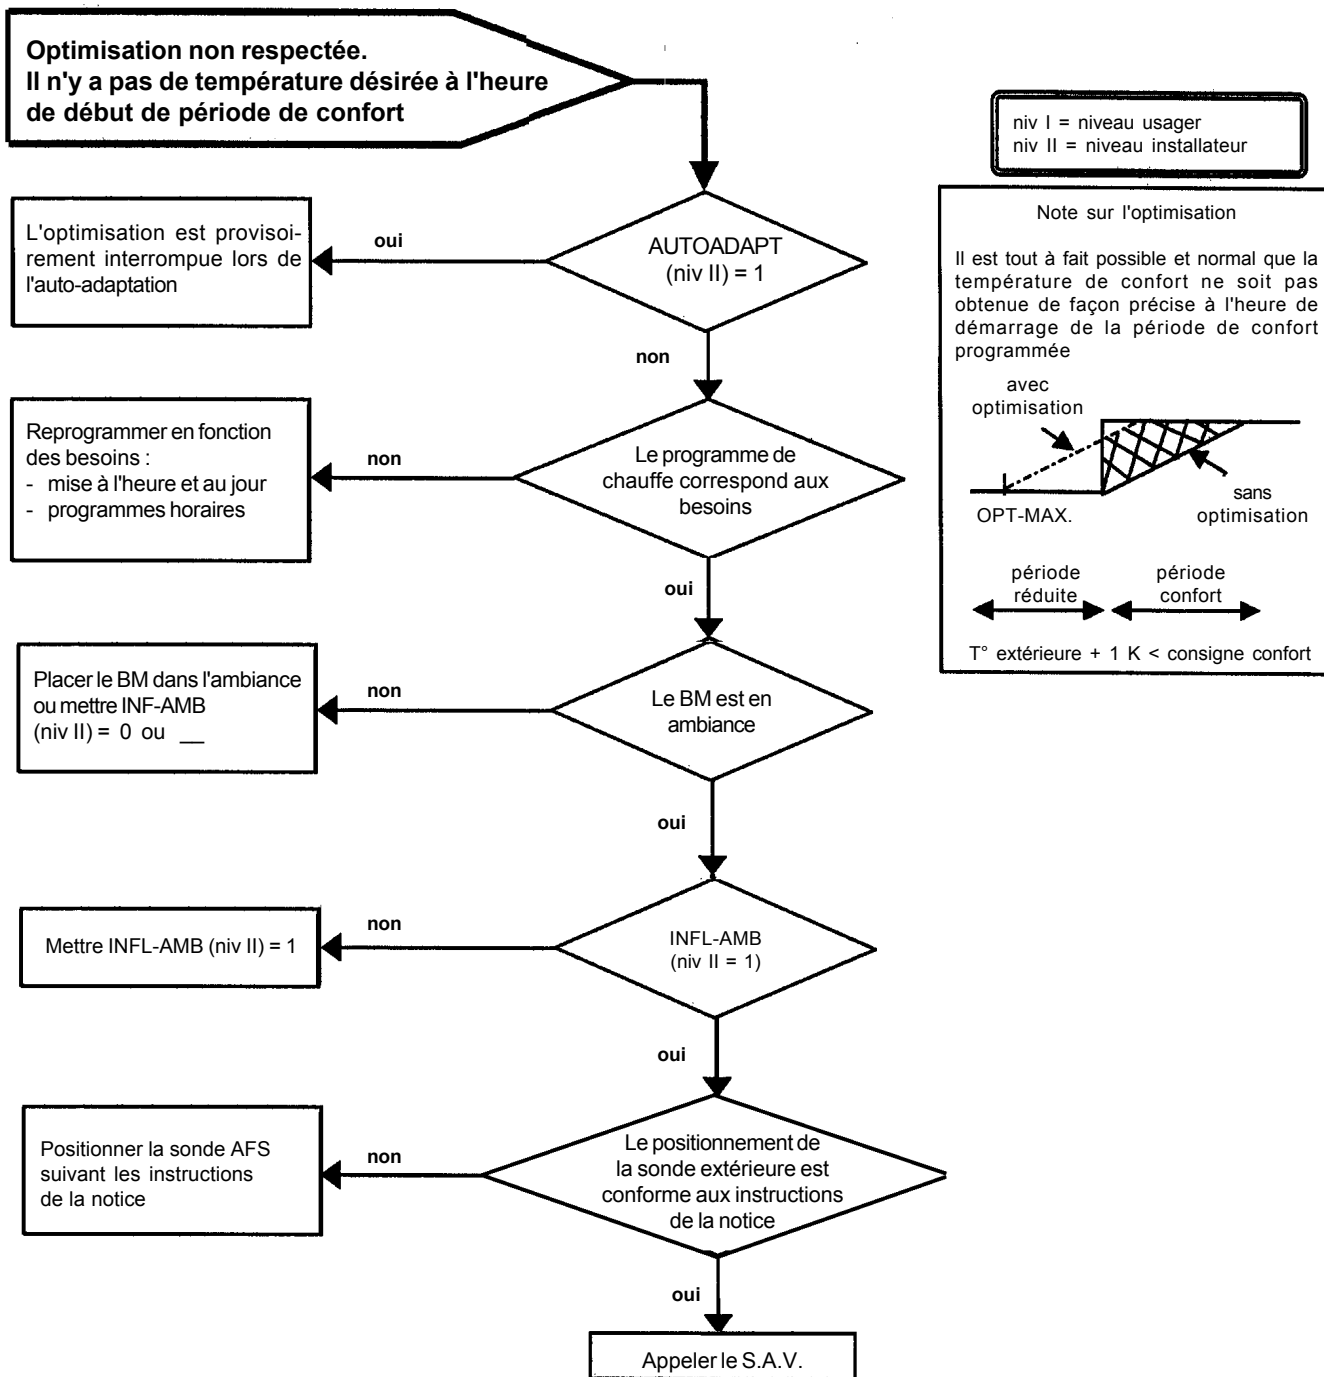 Optimisation non respectée.
Il n'y a pas de température désirée à l'heure
de début de période de confort
niv I = niveau usager
niv II = niveau installateur
L'optimisation est provisoi-
rement interrompue lors de
l'auto-adaptation
oui
AUTOADAPT
(niv II) = 1
non
Note sur l'optimisation
Il est tout à fait possible et normal que la
température de confort ne soit pas
obtenue de façon précise à l'heure de
démarrage de la période de confort
programmée
avec
optimisation
OPT-MAX.
sans
optimisation
période
réduite
période
confort
T° extérieure + 1 K < consigne confort
Reprogrammer en fonction
des besoins :
- mise à l'heure et au jour
- programmes horaires
non
Le programme de
chauffe correspond aux
besoins
oui
Placer le BM dans l'ambiance
ou mettre INF-AMB
(niv II) = 0 ou __
non
Le BM est en
ambiance
oui
Mettre INFL-AMB (niv II) = 1
non
INFL-AMB
(niv II = 1)
oui
Positionner la sonde AFS
suivant les instructions
de la notice
non
Le positionnement de
la sonde extérieure est
conforme aux instructions
de la notice
oui
Appeler le S.A.V.